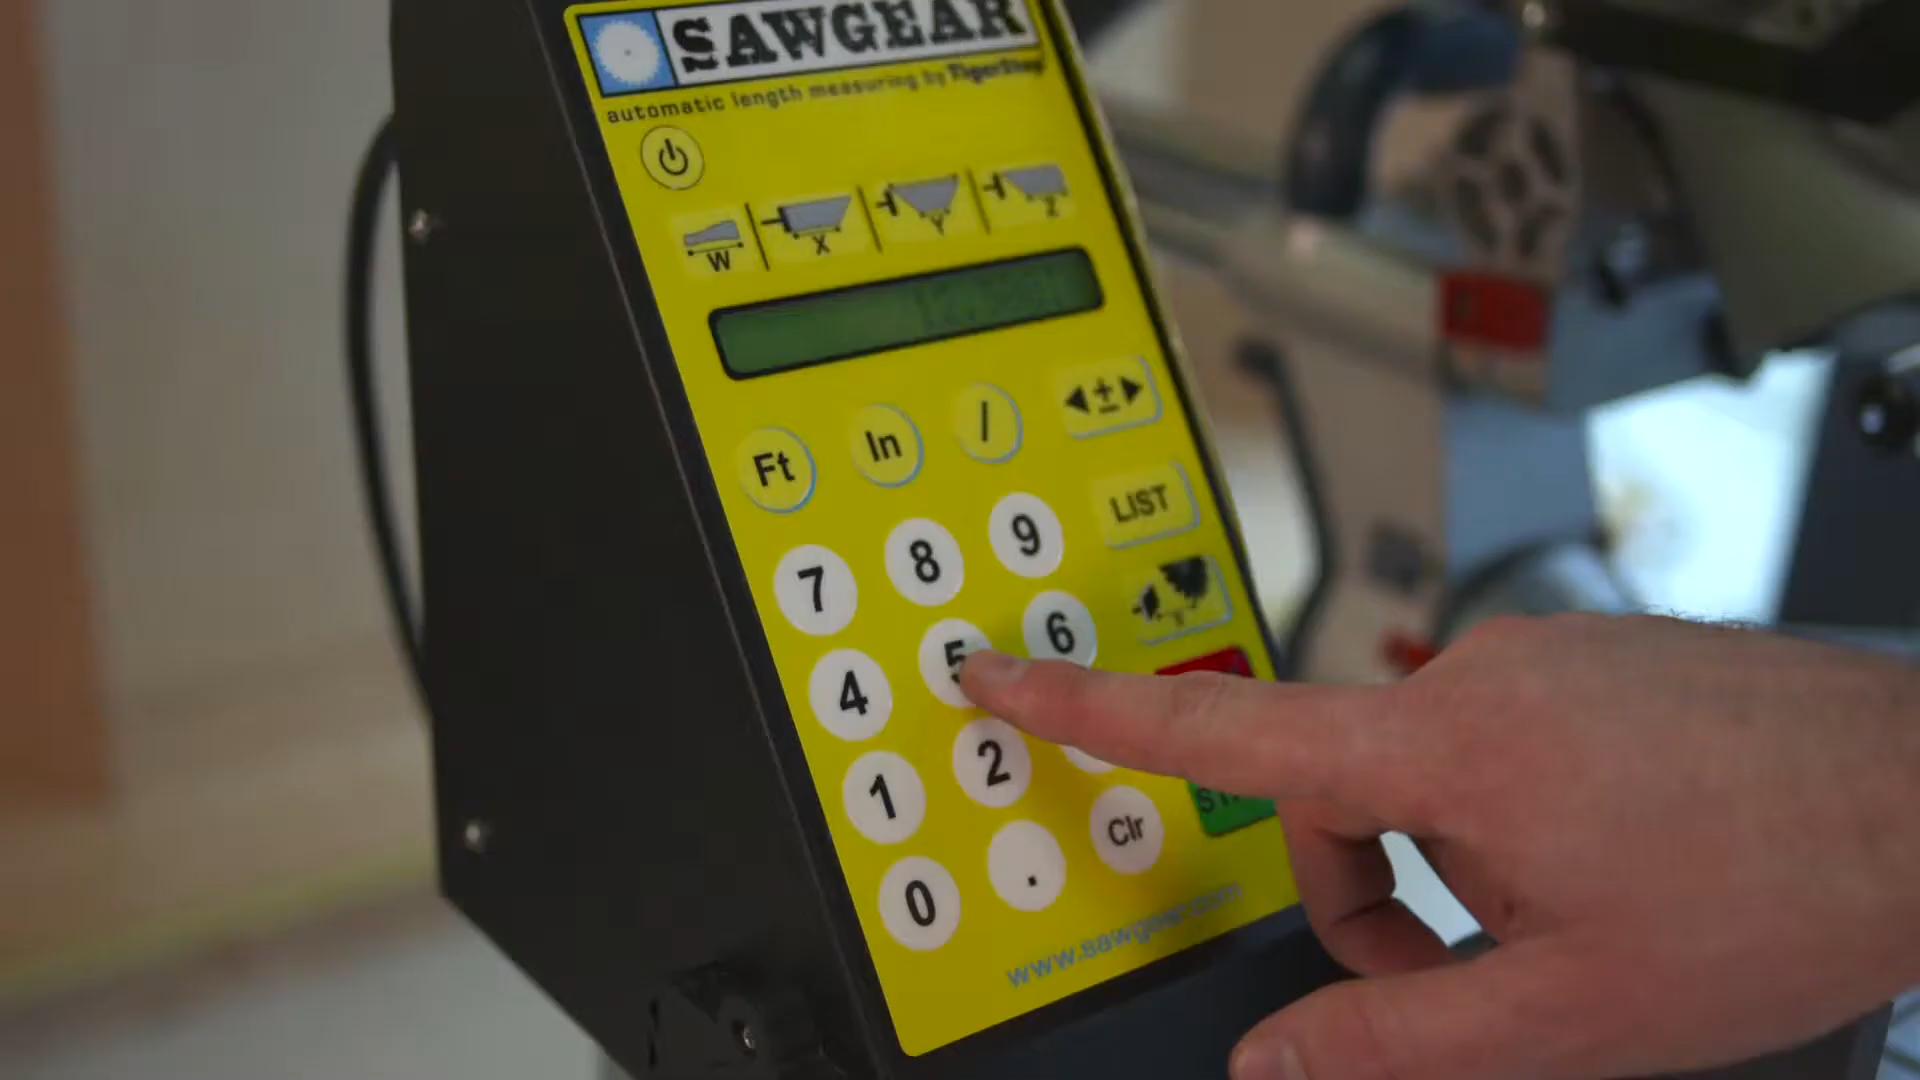 SAWGEAR
automatic length measuring by TigerStop
W X Y Z
Ft In /
LIST
7 8 9
4 5 6
1 2
0 . Clr
www.sawgear.com